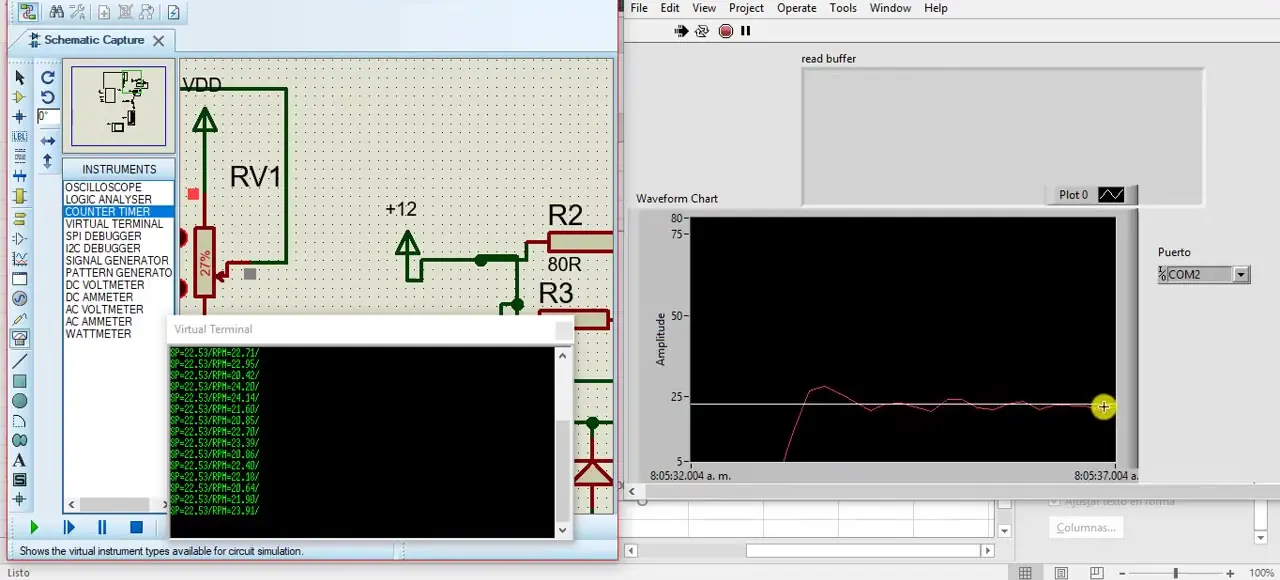 File Edit View Project Operate Tools Window Help
Schematic Capture
0°
LBL
INSTRUMENTS
OSCILLOSCOPE
LOGIC ANALYSER
COUNTER TIMER
VIRTUAL TERMINAL
SPI DEBUGGER
I2C DEBUGGER
SIGNAL GENERATOR
PATTERN GENERATO
DC VOLTMETER
DC AMMETER
AC VOLTMETER
AC AMMETER
WATTMETER
VDD
RV1
27%
+12
R2
80R
R3
Virtual Terminal
SP=22.53/RPM=22.71/
SP=22.53/RPM=22.95/
SP=22.53/RPM=20.42/
SP=22.53/RPM=24.20/
SP=22.53/RPM=24.14/
SP=22.53/RPM=21.60/
SP=22.53/RPM=20.85/
SP=22.53/RPM=22.70/
SP=22.53/RPM=23.39/
SP=22.53/RPM=20.86/
SP=22.53/RPM=22.40/
SP=22.53/RPM=22.18/
SP=22.53/RPM=20.64/
SP=22.53/RPM=21.90/
SP=22.53/RPM=23.91/
Shows the virtual instrument types available for circuit simulation.
read buffer
Waveform Chart
Plot 0
80
75
50
25
5
Amplitude
8:05:32.004 a. m.
8:05:37.004 a.
Puerto
COM2
Ajustar texto en forma
Columnas...
Listo
100%